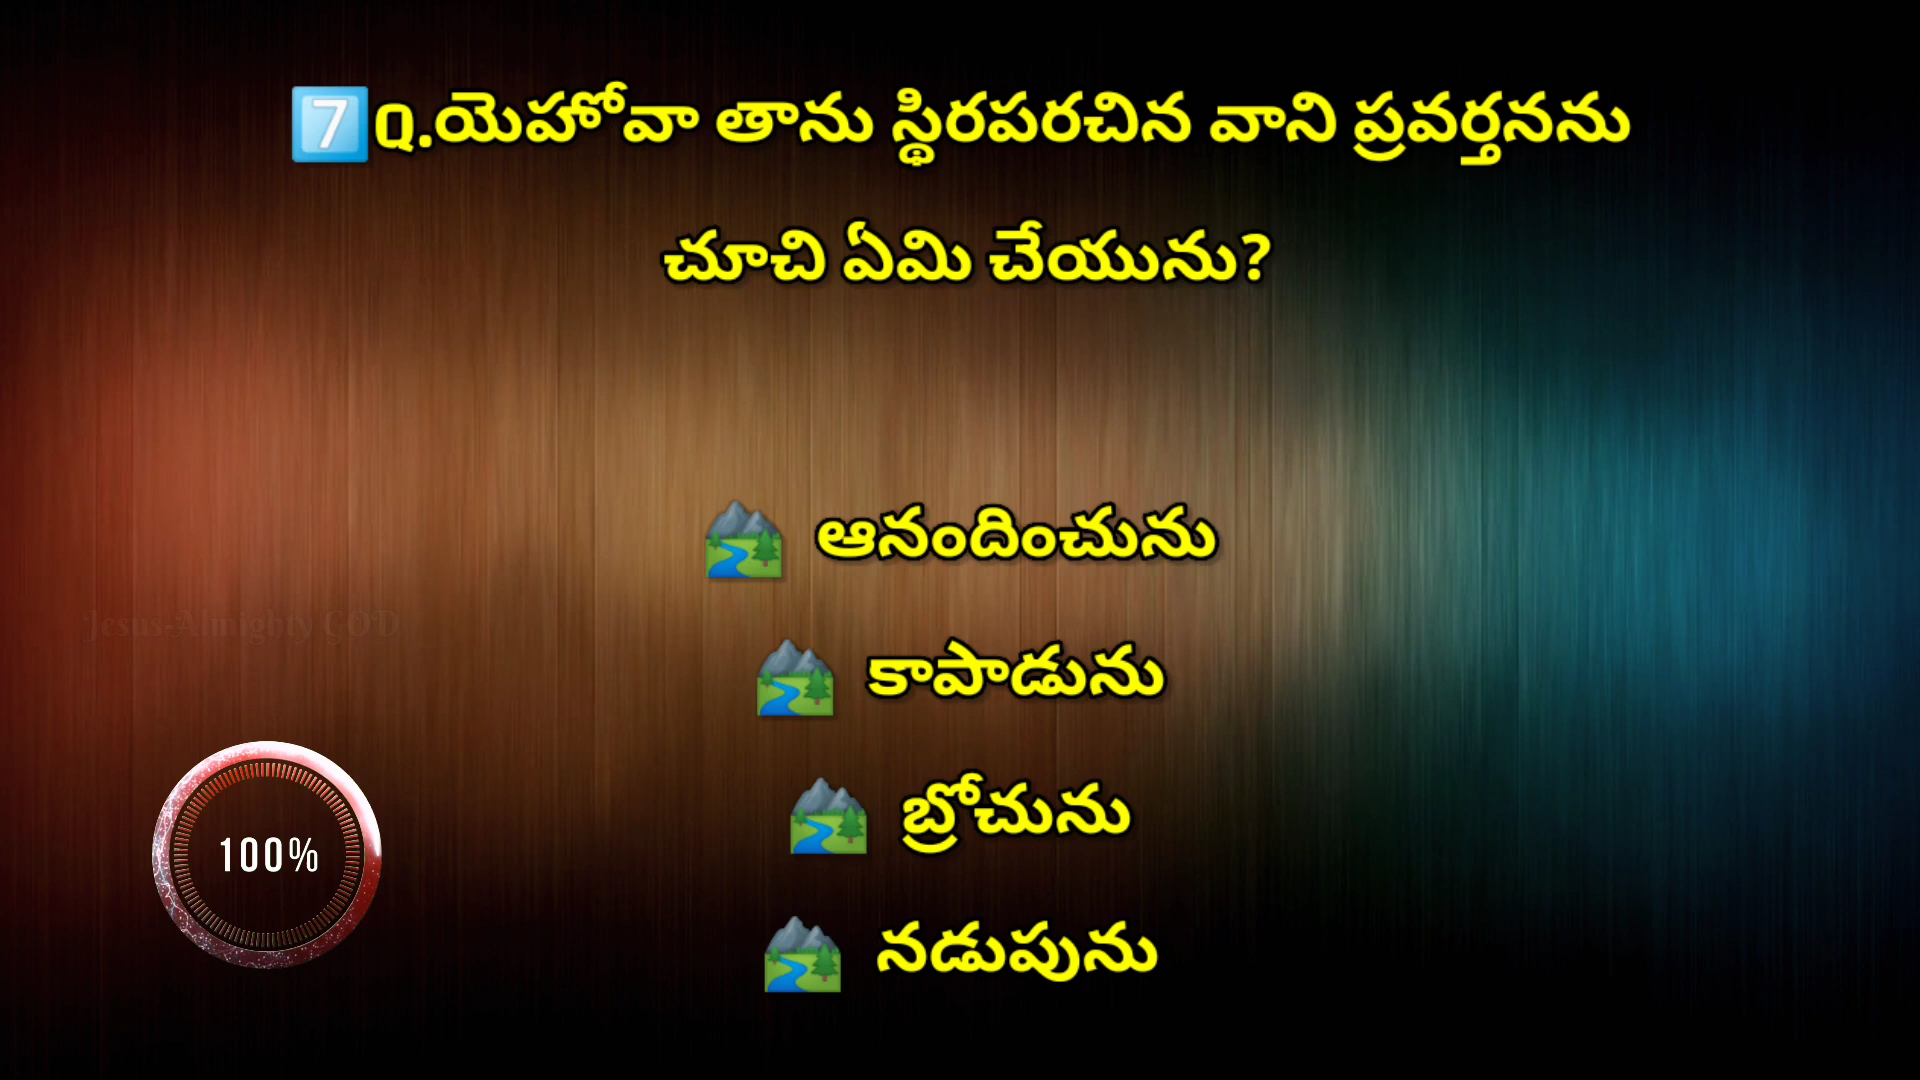 7 Q.యెహోవా తాను స్థిరపరచిన వాని ప్రవర్తనను
చూచి ఏమి చేయును?
ఆనందించును
కాపాడును
Jesus-Almighty GOD
బ్రోచును
100%
నడుపును